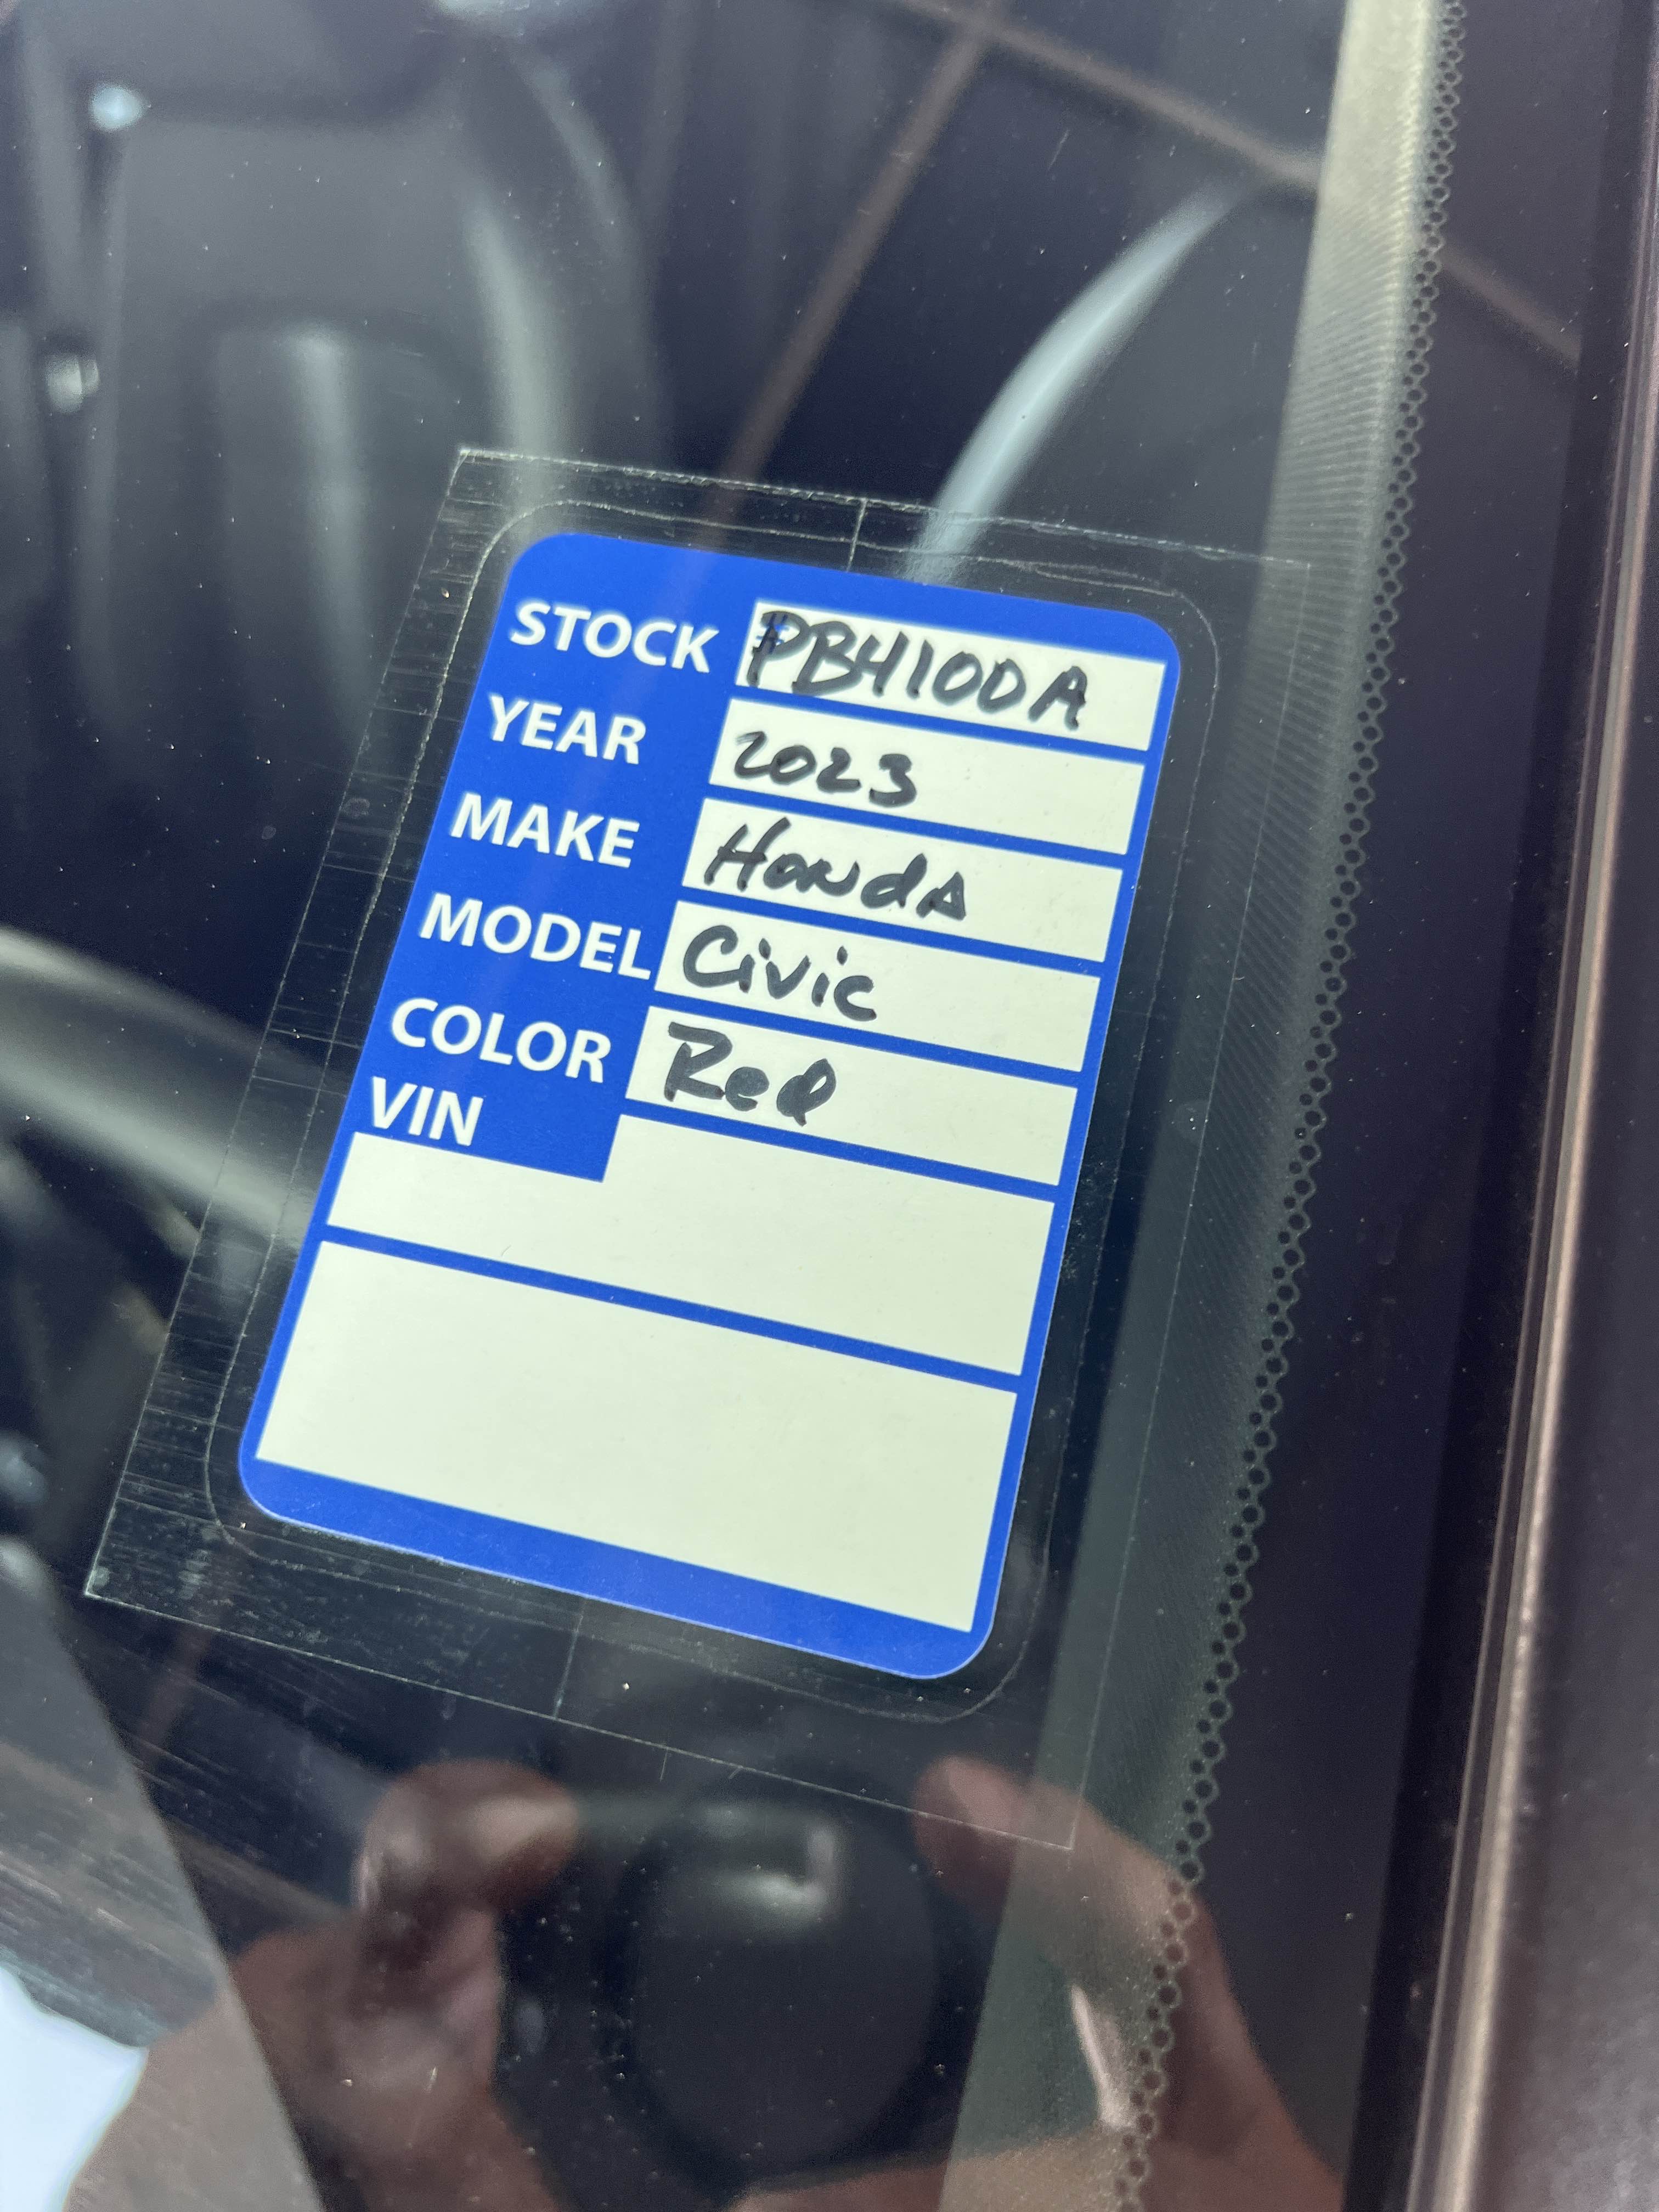 STOCK #PB4100A
YEAR 2023
MAKE Honda
MODEL Civic
COLOR Red
VIN